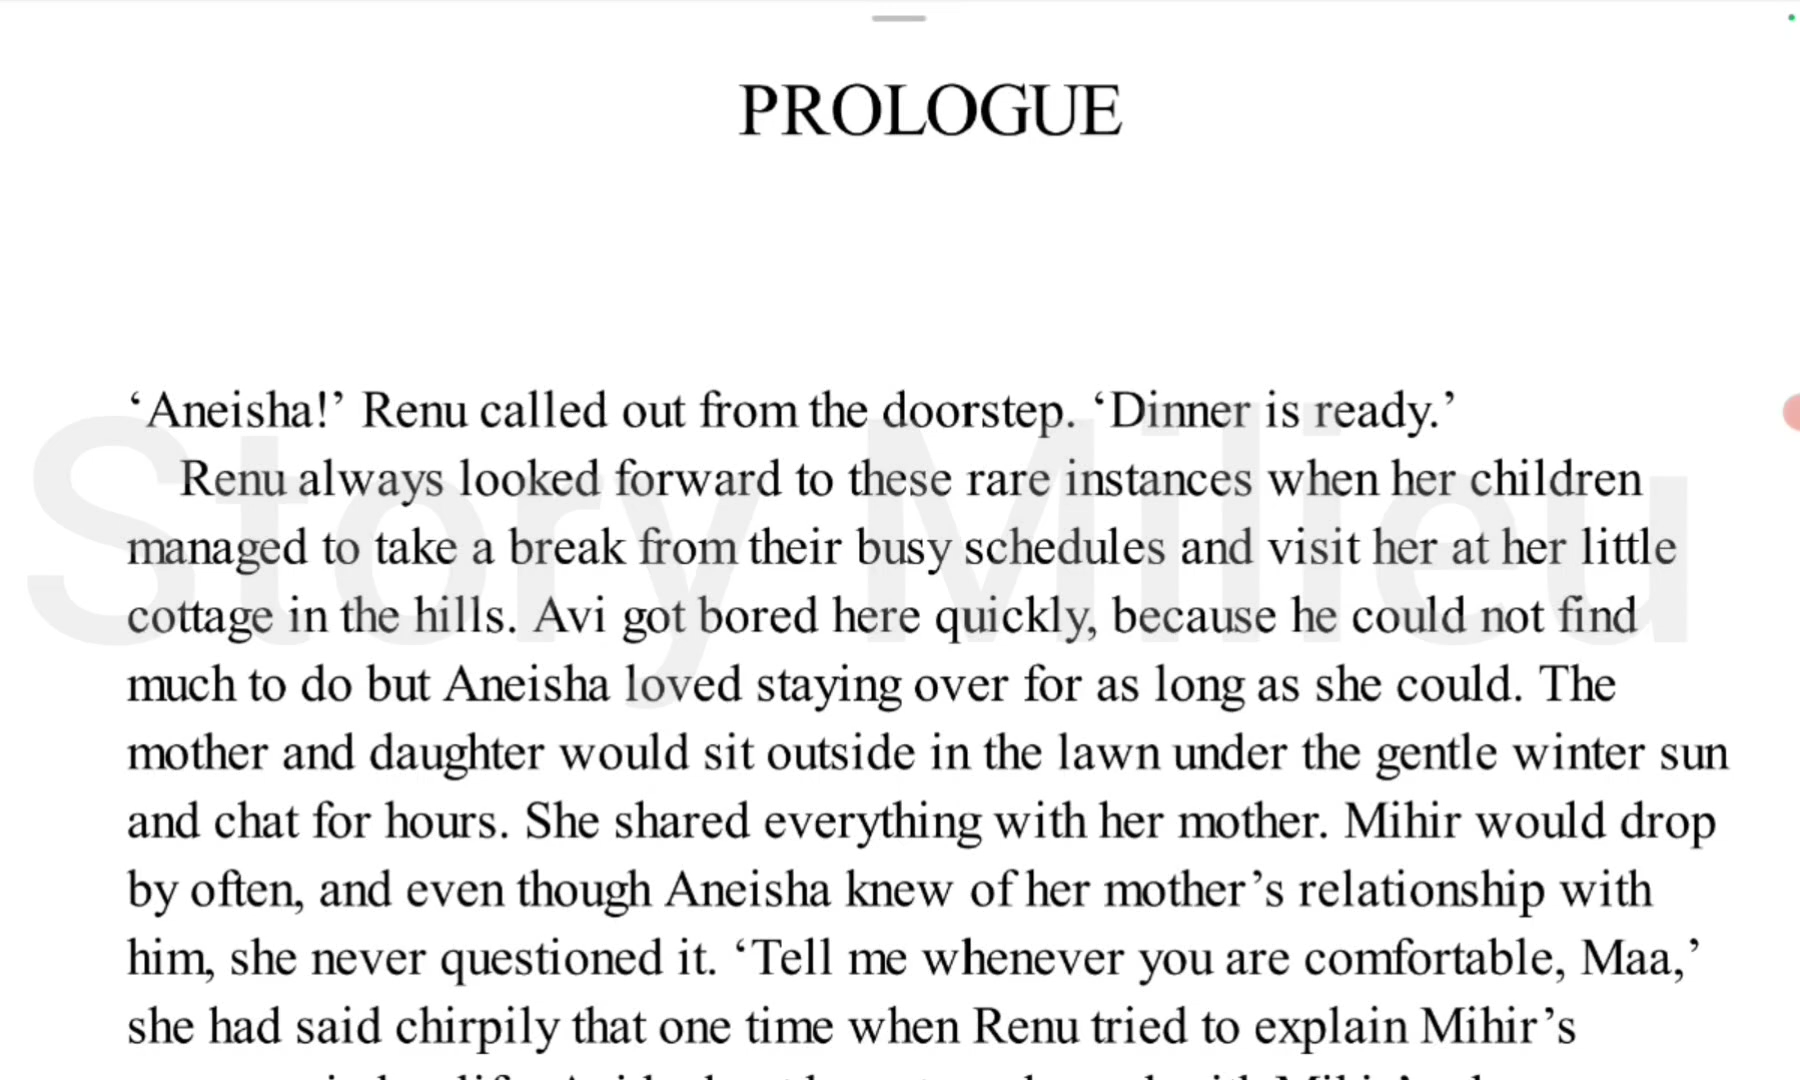 PROLOGUE
‘Aneisha!’ Renu called out from the doorstep. ‘Dinner is ready.’
Renu always looked forward to these rare instances when her children
managed to take a break from their busy schedules and visit her at her little
cottage in the hills. Avi got bored here quickly, because he could not find
much to do but Aneisha loved staying over for as long as she could. The
mother and daughter would sit outside in the lawn under the gentle winter sun
and chat for hours. She shared everything with her mother. Mihir would drop
by often, and even though Aneisha knew of her mother’s relationship with
him, she never questioned it. ‘Tell me whenever you are comfortable, Maa,’
she had said chirpily that one time when Renu tried to explain Mihir’s
Story Milieu